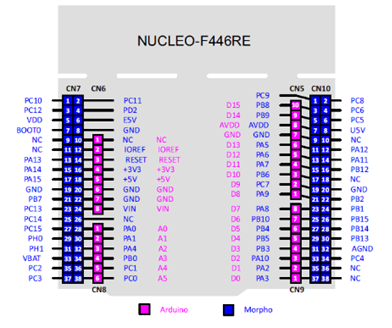 NUCLEO-F446RE
CN7 CN6 CN5 CN10
PC10 1 2 PC11 PC9 1 2 PC8
PC12 3 4 PD2 D15 PB8 3 4 PC6
VDD 5 6 E5V D14 PB9 5 6 PC5
BOOT0 7 8 GND AVDD AVDD 7 8 U5V
NC 9 10 NC NC GND GND 9 10 NC
NC 11 12 IOREF IOREF D13 PA5 11 12 PA12
PA13 13 14 RESET RESET D12 PA6 13 14 PA11
PA14 15 16 +3V3 +3V3 D11 PA7 15 16 PB12
PA15 17 18 +5V +5V D10 PB6 17 18 NC
GND 19 20 GND GND D9 PC7 19 20 GND
PB7 21 22 GND GND D8 PA9 21 22 PB2
PC13 23 24 VIN VIN D7 PA8 23 24 PB1
PC14 25 26 NC D6 PB10 25 26 PB15
PC15 27 28 PA0 A0 D5 PB4 27 28 PB14
PH0 29 30 PA1 A1 D4 PB5 29 30 PB13
PH1 31 32 PA4 A2 D3 PB3 31 32 AGND
VBAT 33 34 PB0 A3 D2 PA10 33 34 PC4
PC2 35 36 PC1 A4 D1 PA2 35 36 NC
PC3 37 38 PC0 A5 D0 PA3 37 38 NC
CN8 CN9
Arduino Morpho